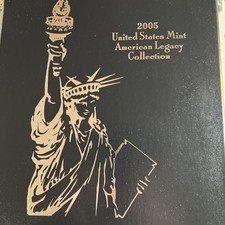 2005
United States Mint
American Legacy
Collection